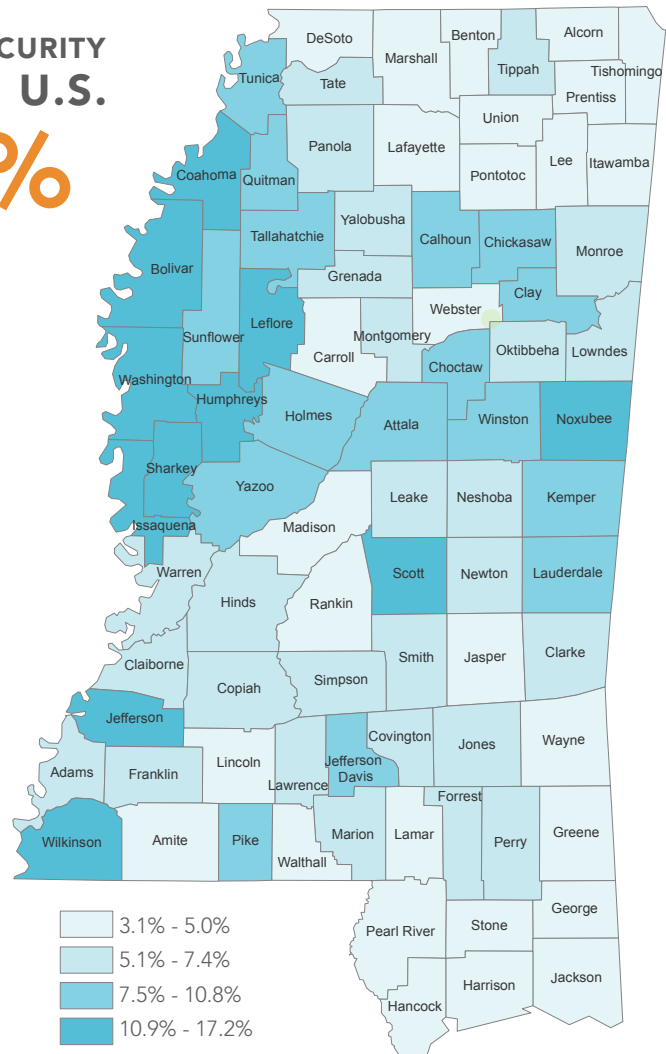 CURITY
U.S.
%
DeSoto
Marshall
Benton
Tippah
Alcorn
Tishomingo
Prentiss
Tunica
Tate
Union
Panola
Lafayette
Lee
Itawamba
Pontotoc
Coahoma
Quitman
Yalobusha
Tallahatchie
Calhoun
Chickasaw
Monroe
Bolivar
Grenada
Clay
Webster
Leflore
Sunflower
Montgomery
Carroll
Oktibbeha
Lowndes
Choctaw
Washington
Humphreys
Holmes
Attala
Winston
Noxubee
Sharkey
Yazoo
Leake
Neshoba
Kemper
Issaquena
Madison
Warren
Scott
Newton
Lauderdale
Hinds
Rankin
Claiborne
Smith
Jasper
Clarke
Copiah
Simpson
Jefferson
Covington
Wayne
Jones
Lincoln
Jefferson
Davis
Adams
Franklin
Lawrence
Forrest
Wilkinson
Amite
Pike
Marion
Lamar
Perry
Greene
Walthall
George
Stone
Pearl River
Harrison
Jackson
Hancock
3.1% - 5.0%
5.1% - 7.4%
7.5% - 10.8%
10.9% - 17.2%